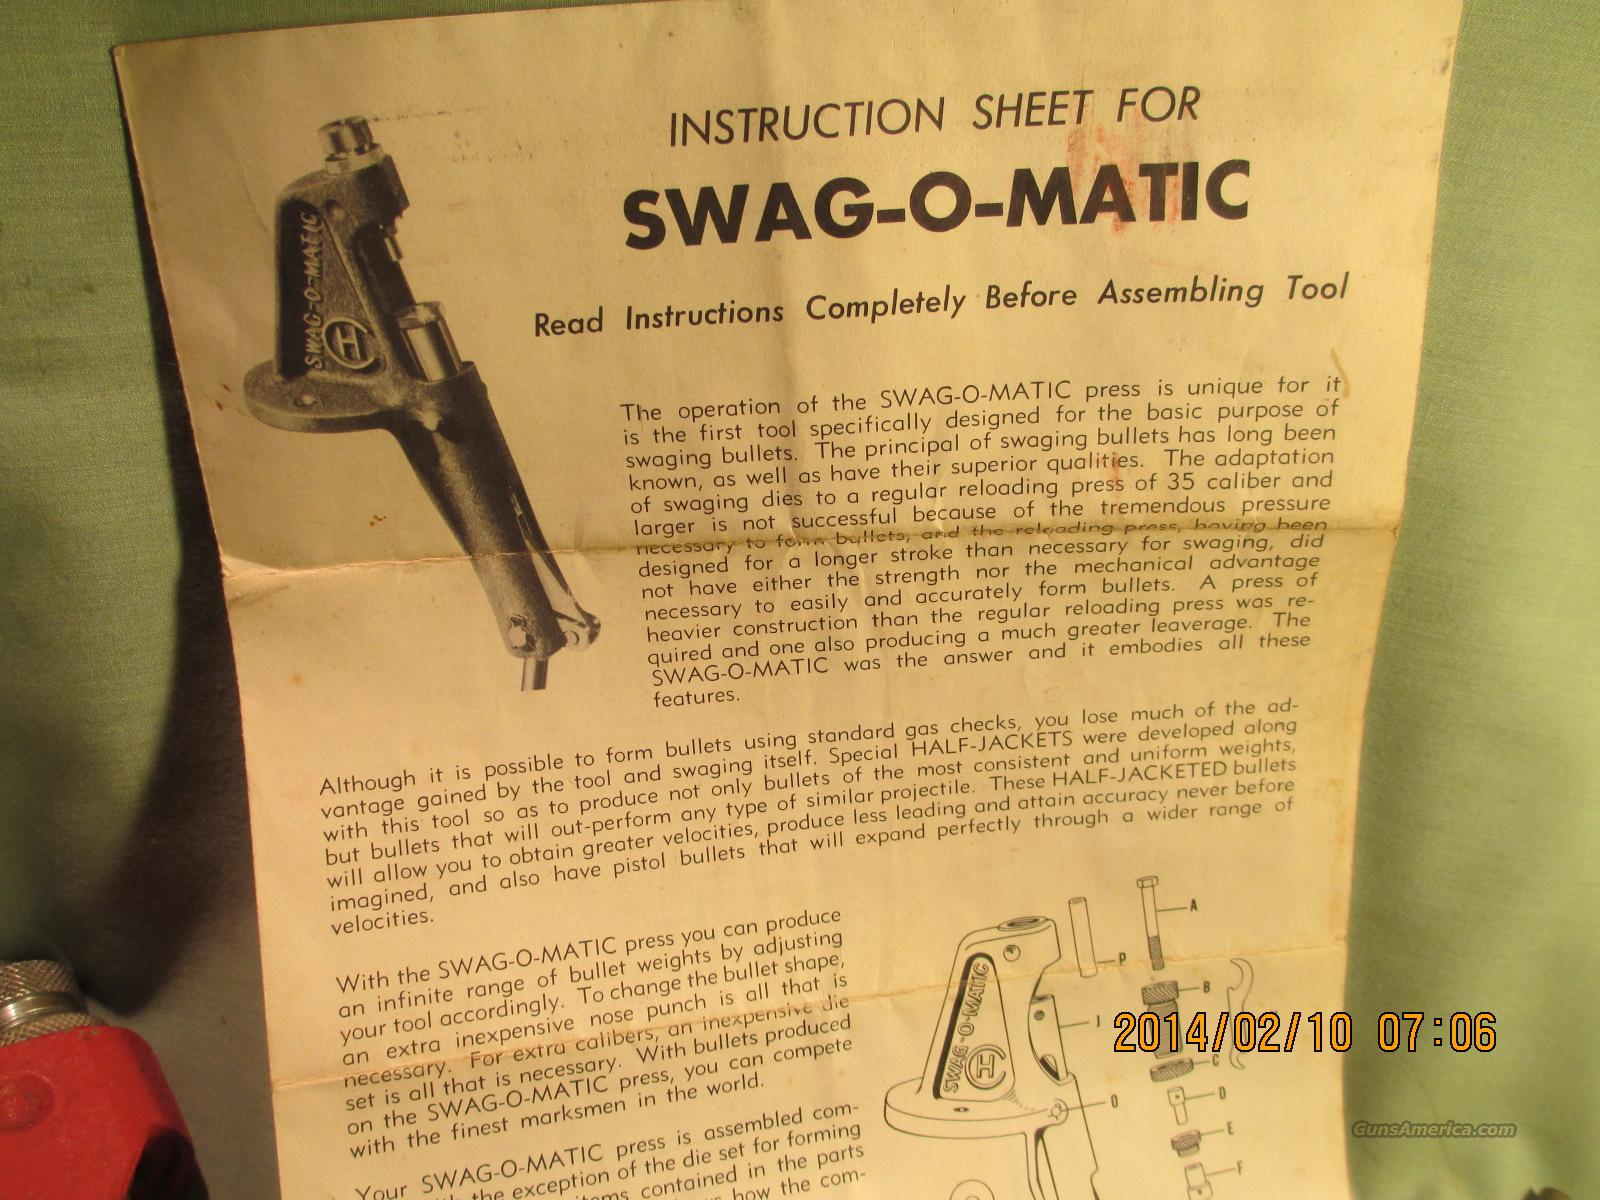 INSTRUCTION SHEET FOR
SWAG-O-MATIC
Read Instructions Completely Before Assembling Tool
SWAG-O-MATIC
CH
The operation of the SWAG-O-MATIC press is unique for it
is the first tool specifically designed for the basic purpose of
swaging bullets. The principal of swaging bullets has long been
known, as well as have their superior qualities. The adaptation
of swaging dies to a regular reloading press of 35 caliber and
larger is not successful because of the tremendous pressure
necessary to form bullets, and the reloading press, having been
designed for a longer stroke than necessary for swaging, did
not have either the strength nor the mechanical advantage
necessary to easily and accurately form bullets. A press of
heavier construction than the regular reloading press was re-
quired and one also producing a much greater leaverage. The
SWAG-O-MATIC was the answer and it embodies all these
features.
Although it is possible to form bullets using standard gas checks, you lose much of the ad-
vantage gained by the tool and swaging itself. Special HALF-JACKETS were developed along
with this tool so as to produce not only bullets of the most consistent and uniform weights,
but bullets that will out-perform any type of similar projectile. These HALF-JACKETED bullets
will allow you to obtain greater velocities, produce less leading and attain accuracy never before
imagined, and also have pistol bullets that will expand perfectly through a wider range of
velocities.
With the SWAG-O-MATIC press you can produce
an infinite range of bullet weights by adjusting
your tool accordingly. To change the bullet shape,
an extra inexpensive nose punch is all that is
necessary. For extra calibers, an inexpensive die
set is all that is necessary. With bullets produced
on the SWAG-O-MATIC press, you can compete
with the finest marksmen in the world.
Your SWAG-O-MATIC press is assembled com-
the exception of the die set for forming
contained in the parts
how the com-
A
P
B
J
C
SWAG-O-MATIC
CH
D
O
E
F
2014/02/10 07:06
GunsAmerica.com